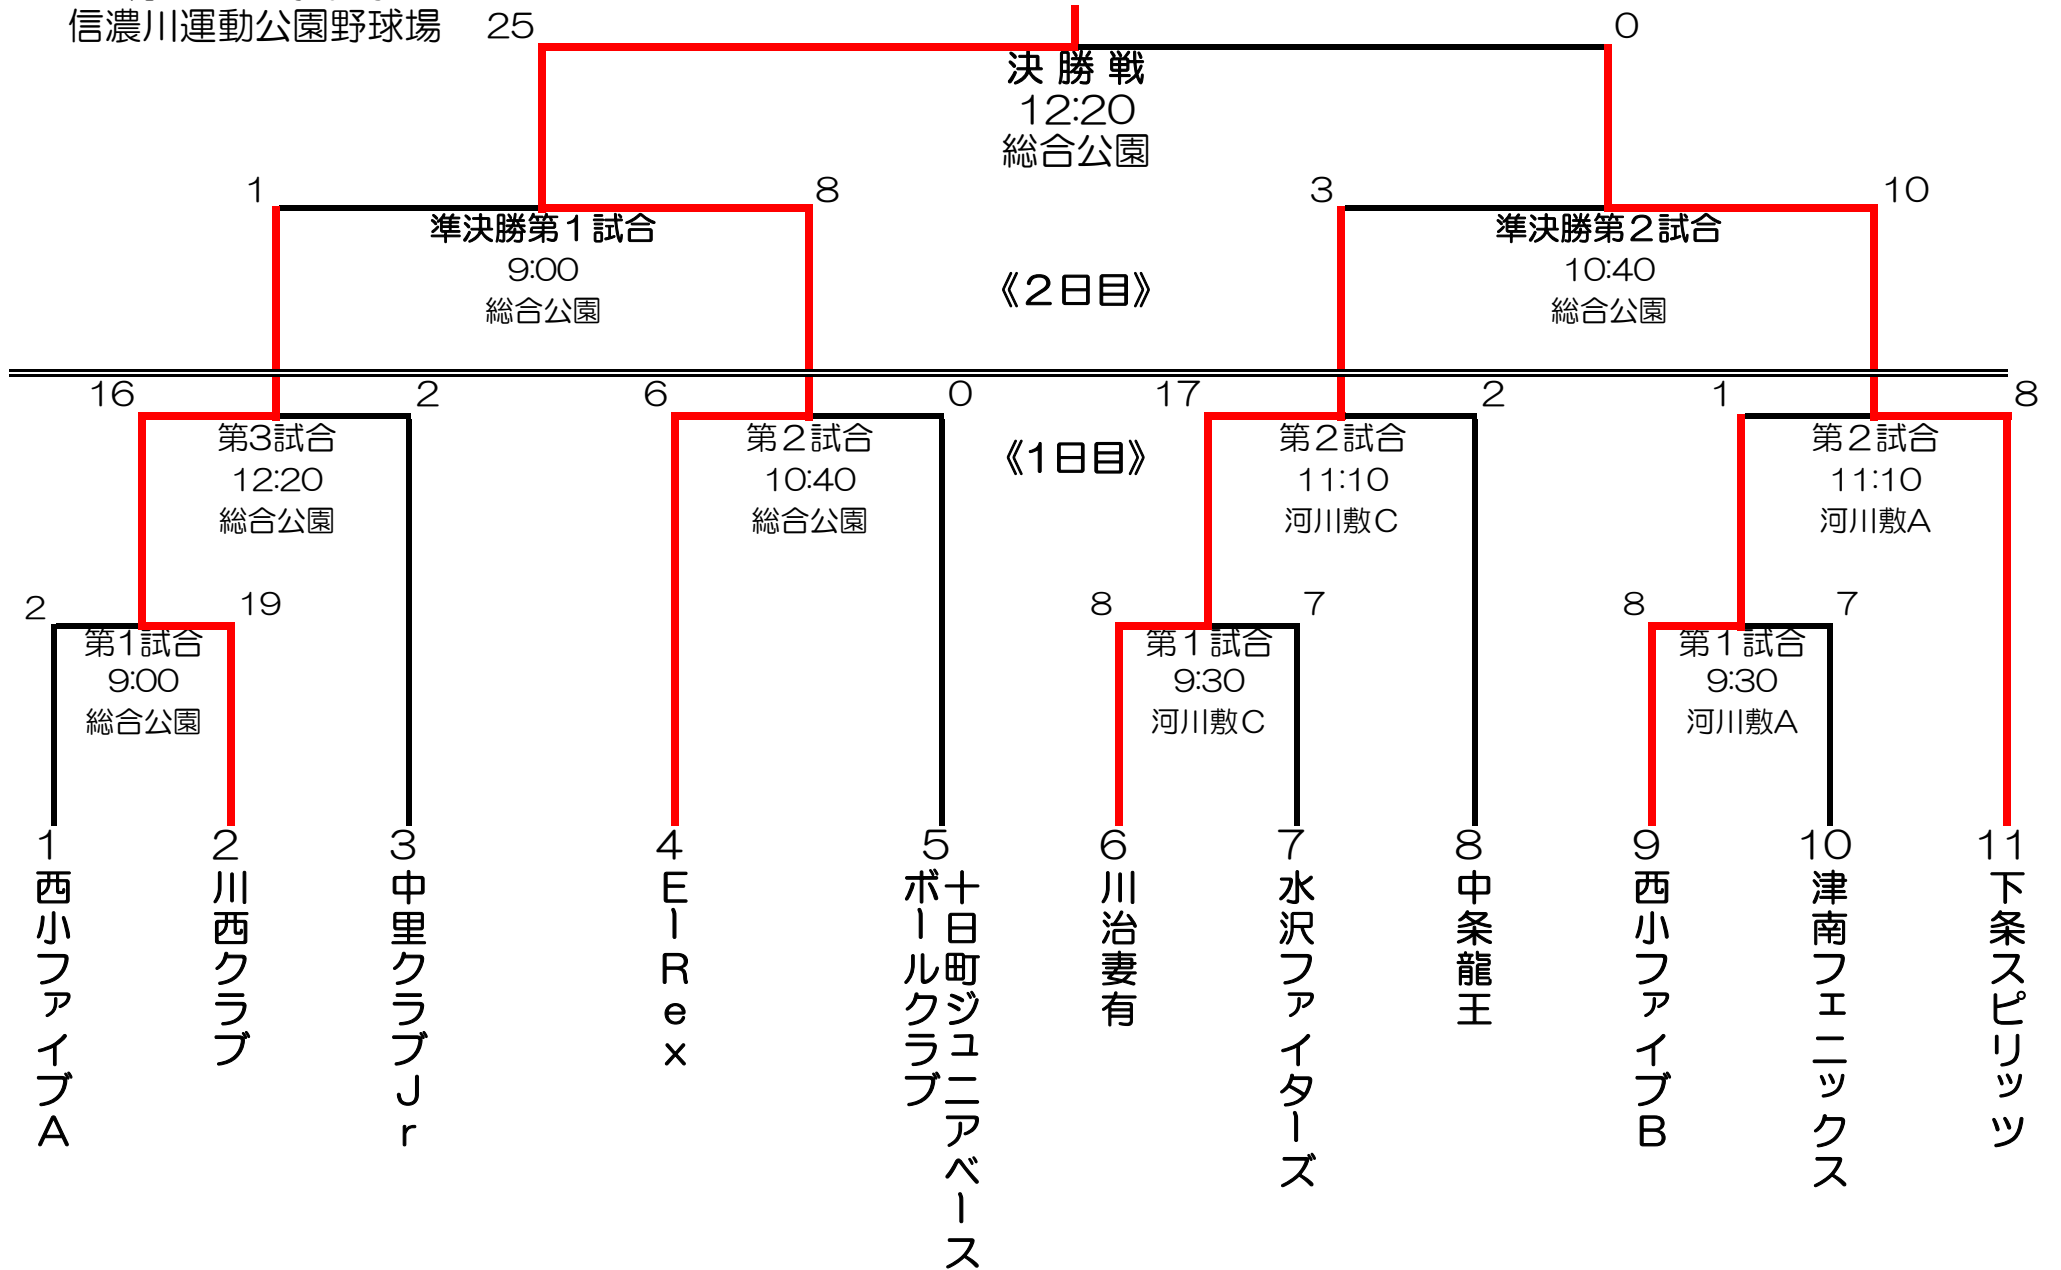 信濃川運動公園野球場
25
0
決 勝 戦
12:20
総合公園
1
8
3
10
準決勝第1試合
9:00
総合公園
準決勝第2試合
10:40
総合公園
《2日目》
16
2
6
0
17
2
1
8
第3試合
12:20
総合公園
第2試合
10:40
総合公園
《1日目》
第2試合
11:10
河川敷C
第2試合
11:10
河川敷A
2
19
8
7
8
7
第1試合
9:00
総合公園
第1試合
9:30
河川敷C
第1試合
9:30
河川敷A
1
西小ファイブA
2
川西クラブ
3
中里クラブJr
4
EーRex
5
十日町ジュニアベース
ボールクラブ
6
川治妻有
7
水沢ファイターズ
8
中条龍王
9
西小ファイブB
10
津南フェニックス
11
下条スピリッツ